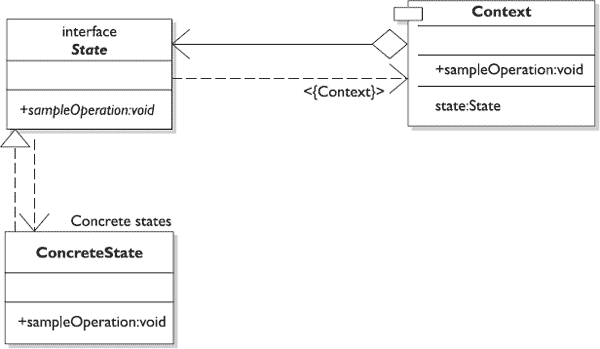 interface
State
+sampleOperation:void
Context
+sampleOperation:void
state:State
<{Context}>
Concrete states
ConcreteState
+sampleOperation:void